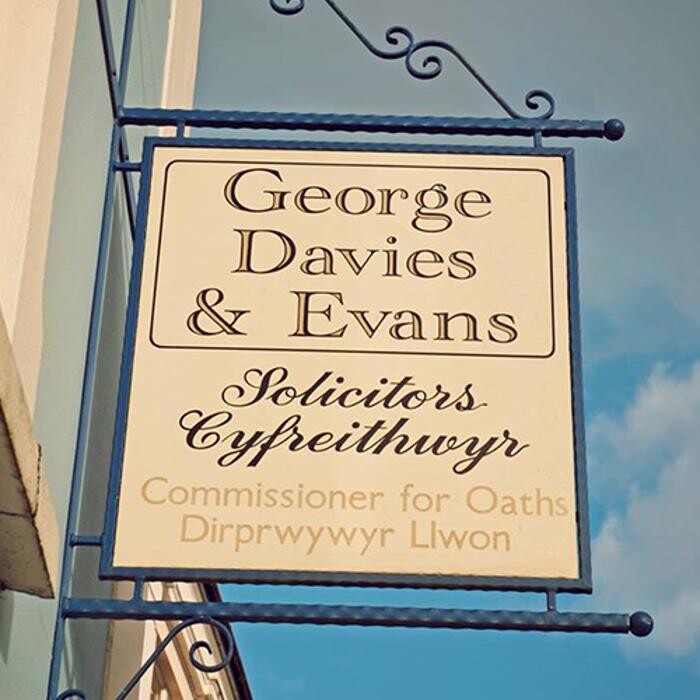 George
Davies
& Evans
Solicitors
Cyfreithwyr
Commissioner for Oaths
Dirprwywyr Llwon